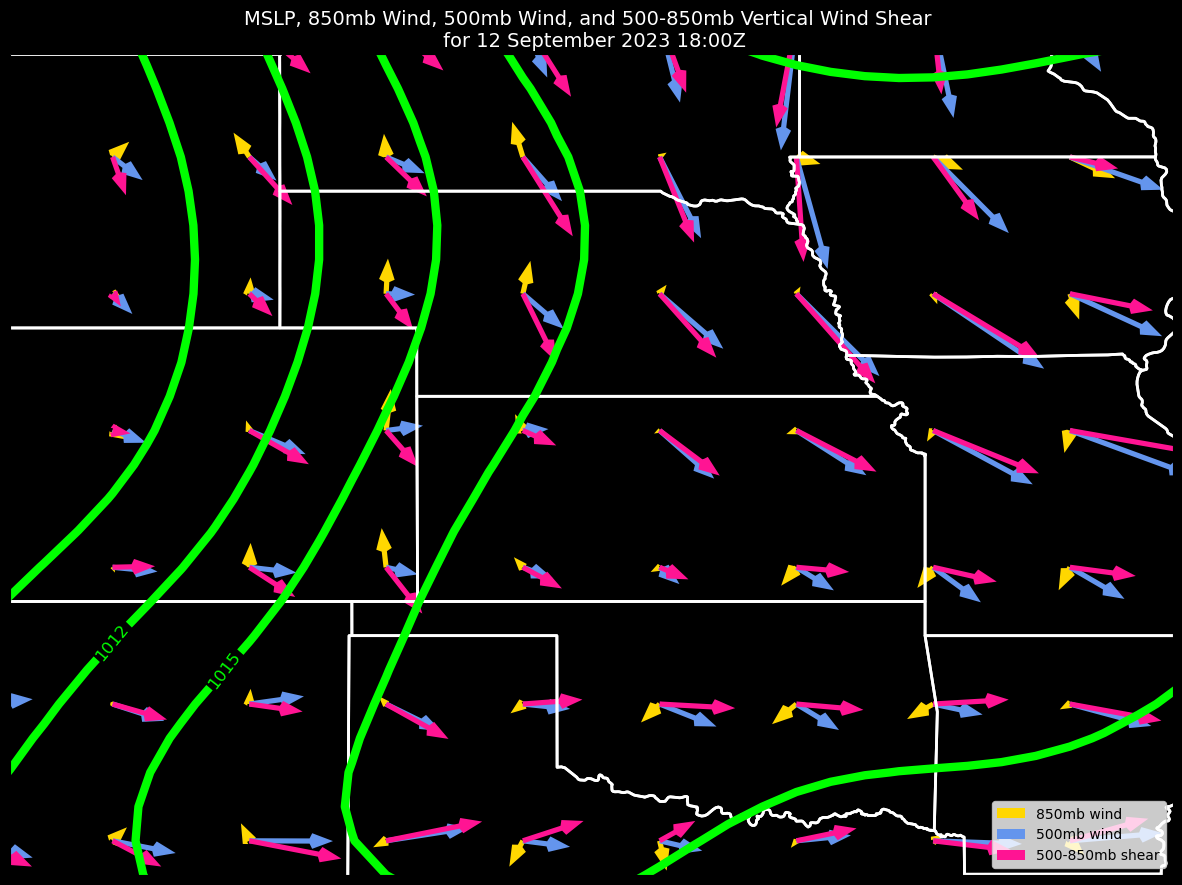 MSLP, 850mb Wind, 500mb Wind, and 500-850mb Vertical Wind Shear
for 12 September 2023 18:00Z
1012
1015
850mb wind
500mb wind
500-850mb shear